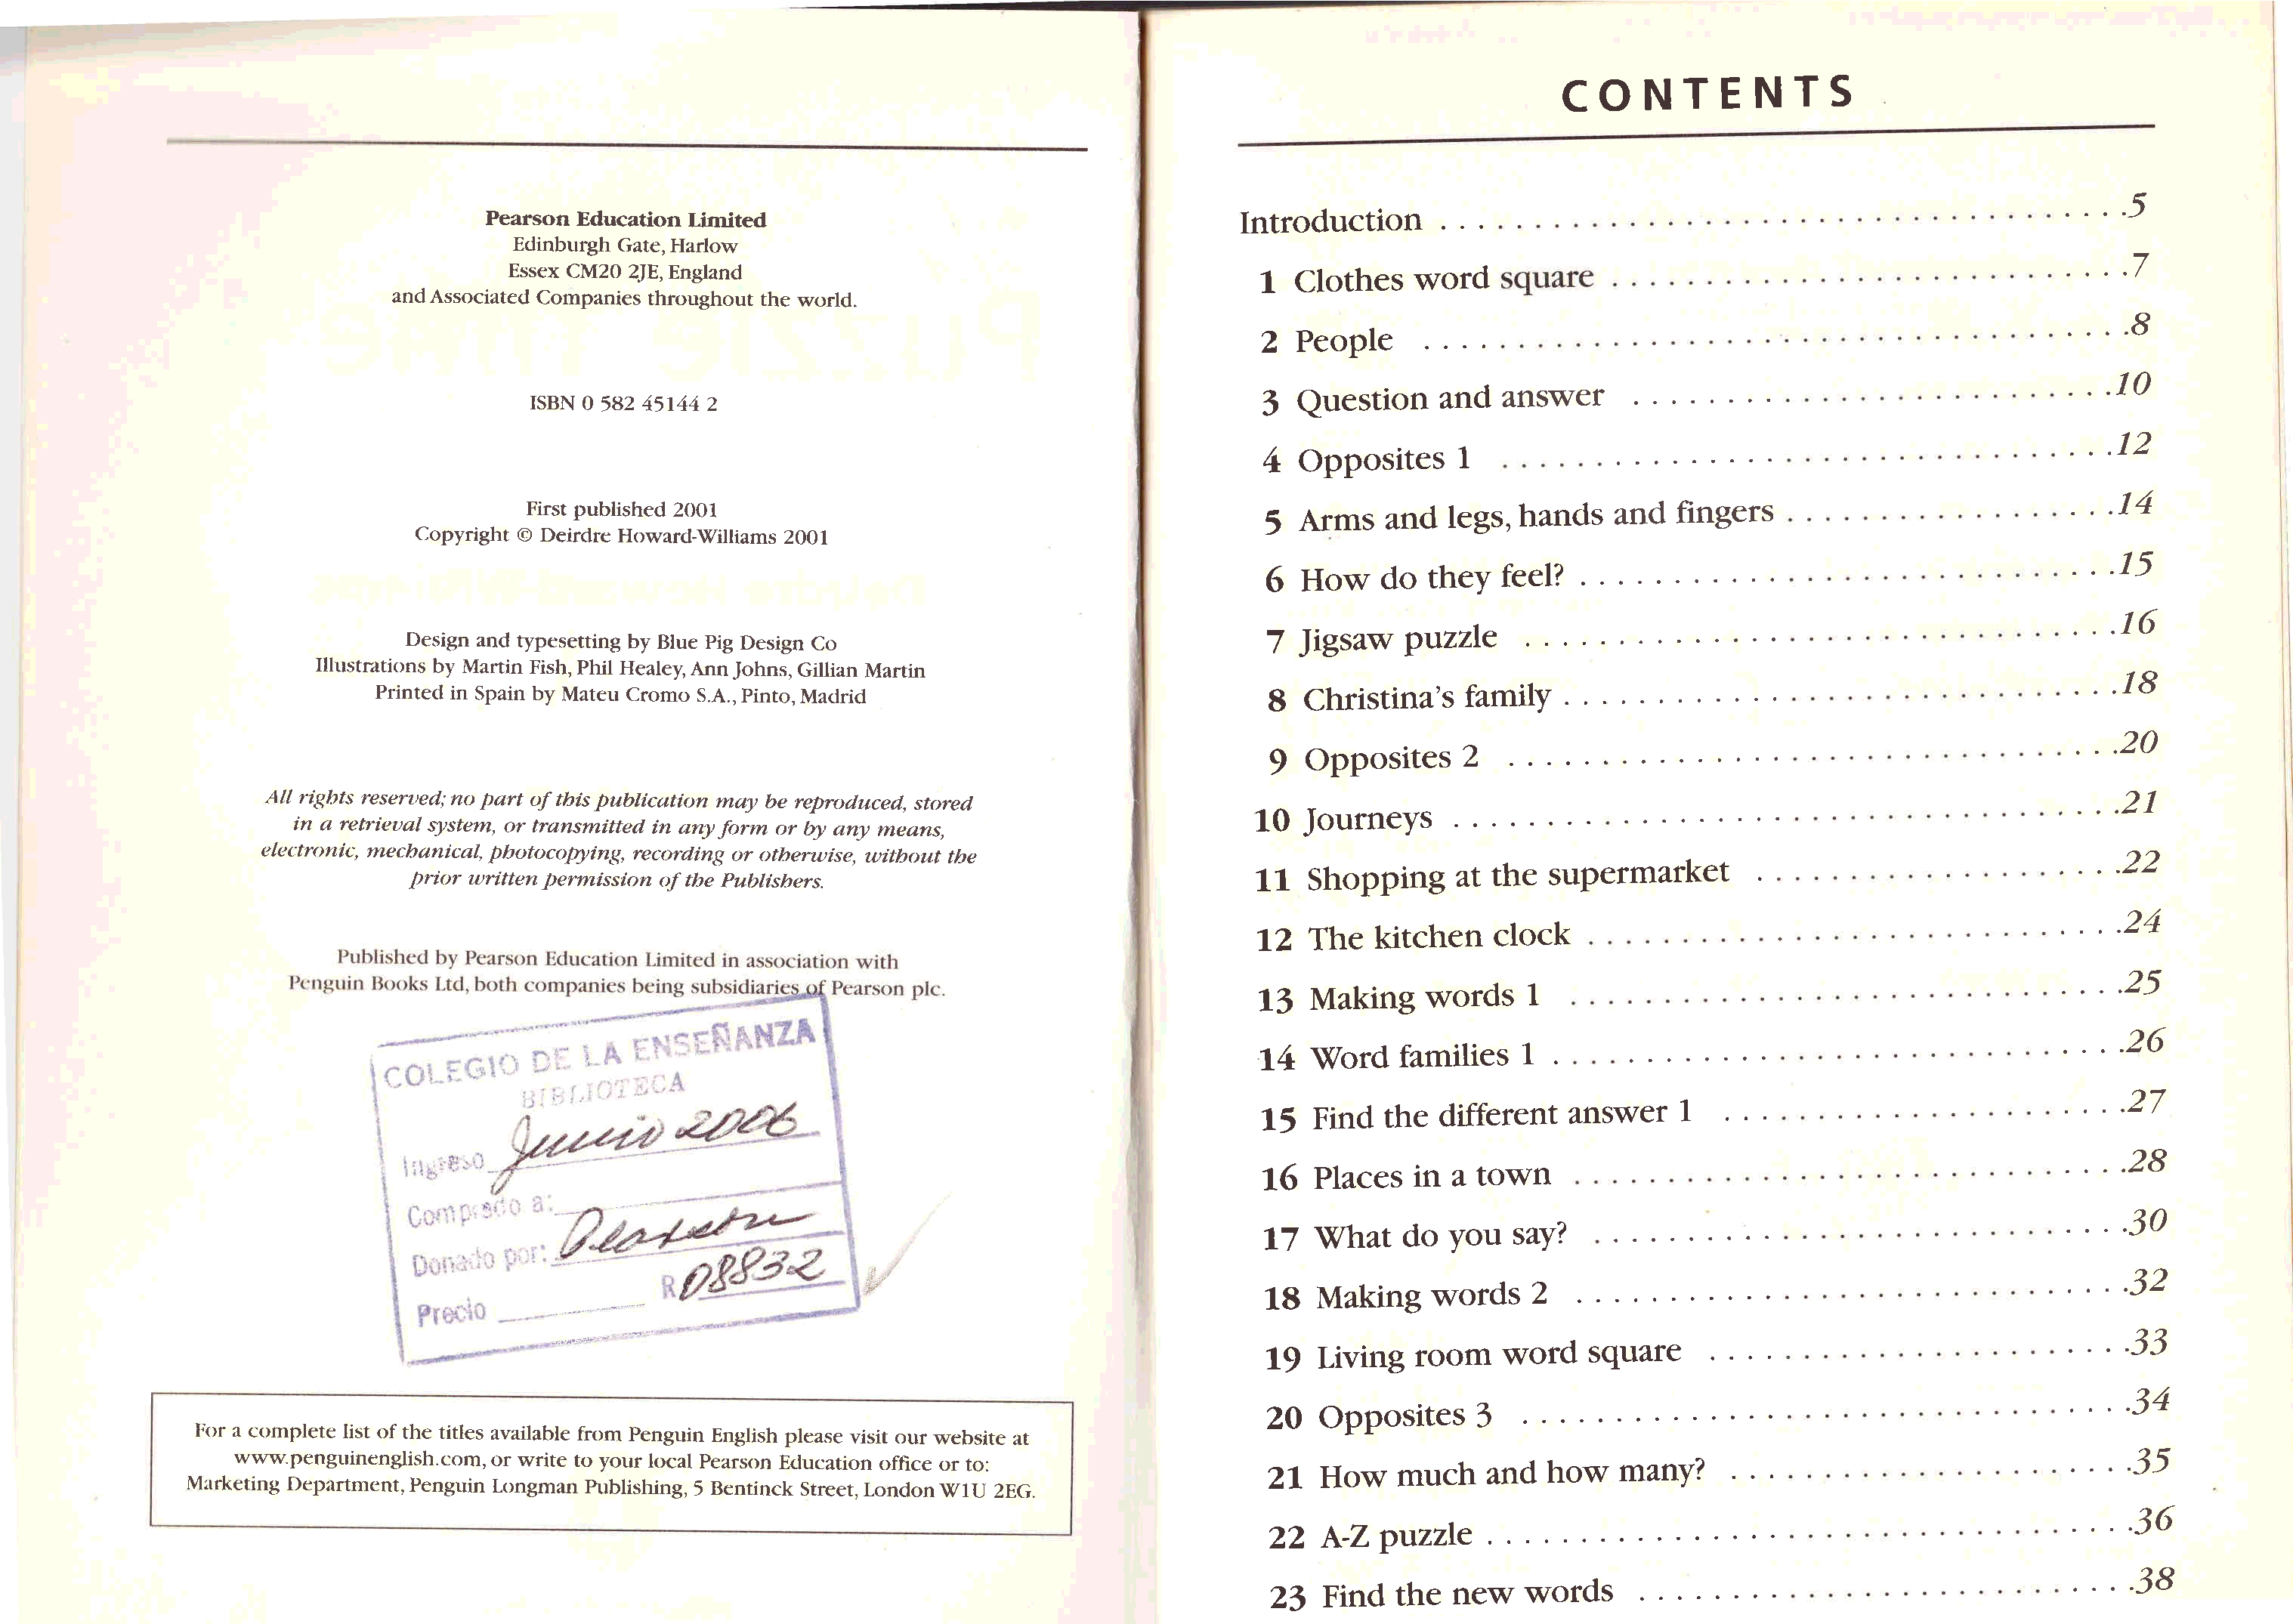 Pearson Education Limited
Edinburgh Gate, Harlow
Essex CM20 2JE, England
and Associated Companies throughout the world.
ISBN 0 582 45144 2
First published 2001
Copyright © Deirdre Howard-Williams 2001
Design and typesetting by Blue Pig Design Co
Illustrations by Martin Fish, Phil Healey, Ann Johns, Gillian Martin
Printed in Spain by Mateu Cromo S.A., Pinto, Madrid
All rights reserved; no part of this publication may be reproduced, stored
in a retrieval system, or transmitted in any form or by any means,
electronic, mechanical, photocopying, recording or otherwise, without the
prior written permission of the Publishers.
Published by Pearson Education Limited in association with
Penguin Books Ltd, both companies being subsidiaries of Pearson plc.
COLEGIO DE LA ENSEÑANZA
BIBLIOTECA
Ingreso Junio 2006
Comprado a:
Donado por:
R 08832
Precio
For a complete list of the titles available from Penguin English please visit our website at
www.penguinenglish.com, or write to your local Pearson Education office or to:
Marketing Department, Penguin Longman Publishing, 5 Bentinck Street, London W1U 2EG.
CONTENTS
Introduction . . . . . . . . . . . . . . . . . . . .5
1 Clothes word square . . . . . . . . . . . . . . . . . . . .7
2 People . . . . . . . . . . . . . . . . . . . .8
3 Question and answer . . . . . . . . . . . . . . . . . . . .10
4 Opposites 1 . . . . . . . . . . . . . . . . . . . .12
5 Arms and legs, hands and fingers . . . . . . . . . . . . . . . . . . . .14
6 How do they feel? . . . . . . . . . . . . . . . . . . . .15
7 Jigsaw puzzle . . . . . . . . . . . . . . . . . . . .16
8 Christina's family . . . . . . . . . . . . . . . . . . . .18
9 Opposites 2 . . . . . . . . . . . . . . . . . . . .20
10 Journeys . . . . . . . . . . . . . . . . . . . .21
11 Shopping at the supermarket . . . . . . . . . . . . . . . . . . . .22
12 The kitchen clock . . . . . . . . . . . . . . . . . . . .24
13 Making words 1 . . . . . . . . . . . . . . . . . . . .25
14 Word families 1 . . . . . . . . . . . . . . . . . . . .26
15 Find the different answer 1 . . . . . . . . . . . . . . . . . . . .27
16 Places in a town . . . . . . . . . . . . . . . . . . . .28
17 What do you say? . . . . . . . . . . . . . . . . . . . .30
18 Making words 2 . . . . . . . . . . . . . . . . . . . .32
19 Living room word square . . . . . . . . . . . . . . . . . . . .33
20 Opposites 3 . . . . . . . . . . . . . . . . . . . .34
21 How much and how many? . . . . . . . . . . . . . . . . . . . .35
22 A-Z puzzle . . . . . . . . . . . . . . . . . . . .36
23 Find the new words . . . . . . . . . . . . . . . . . . . .38